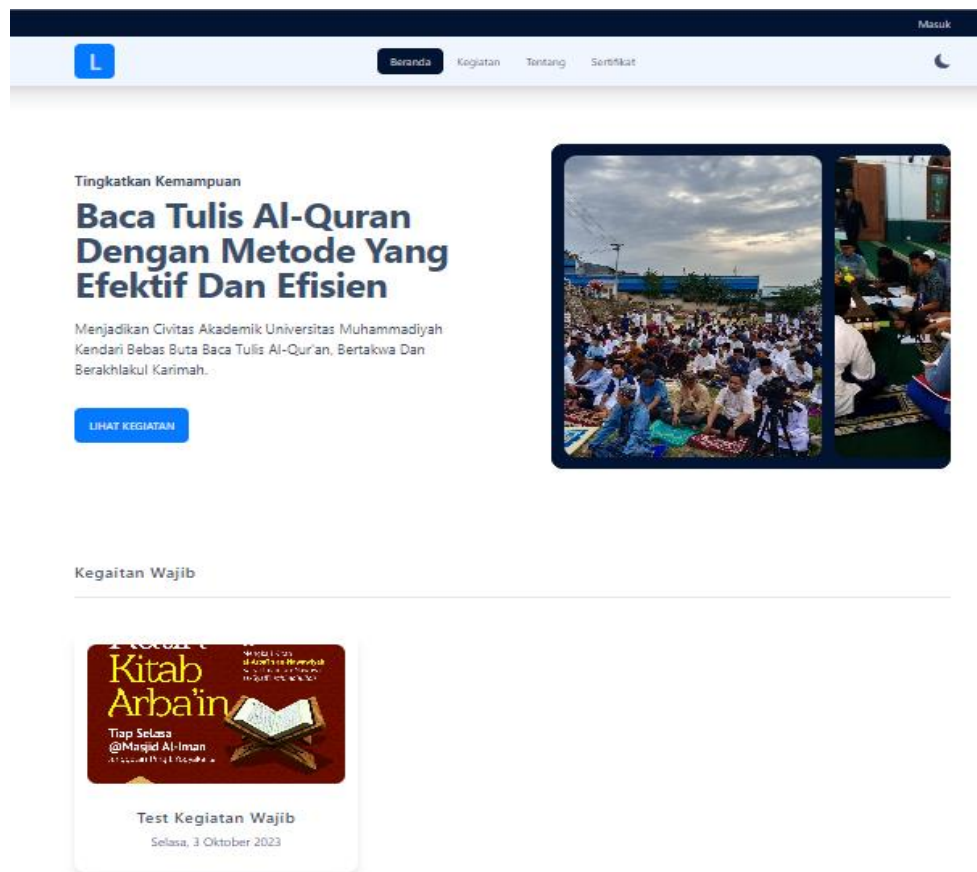 Masuk
L
Beranda Kegiatan Tentang Sertifikat
Tingkatkan Kemampuan
Baca Tulis Al-Quran
Dengan Metode Yang
Efektif Dan Efisien
Menjadikan Civitas Akademik Universitas Muhammadiyah
Kendari Bebas Buta Baca Tulis Al-Qur'an, Bertakwa Dan
Berakhlakul Karimah.
LIHAT KEGIATAN
Kegaitan Wajib
Kitab
Arba'in
Tiap Selasa
@Masjid Al-Iman
Test Kegiatan Wajib
Selasa, 3 Oktober 2023